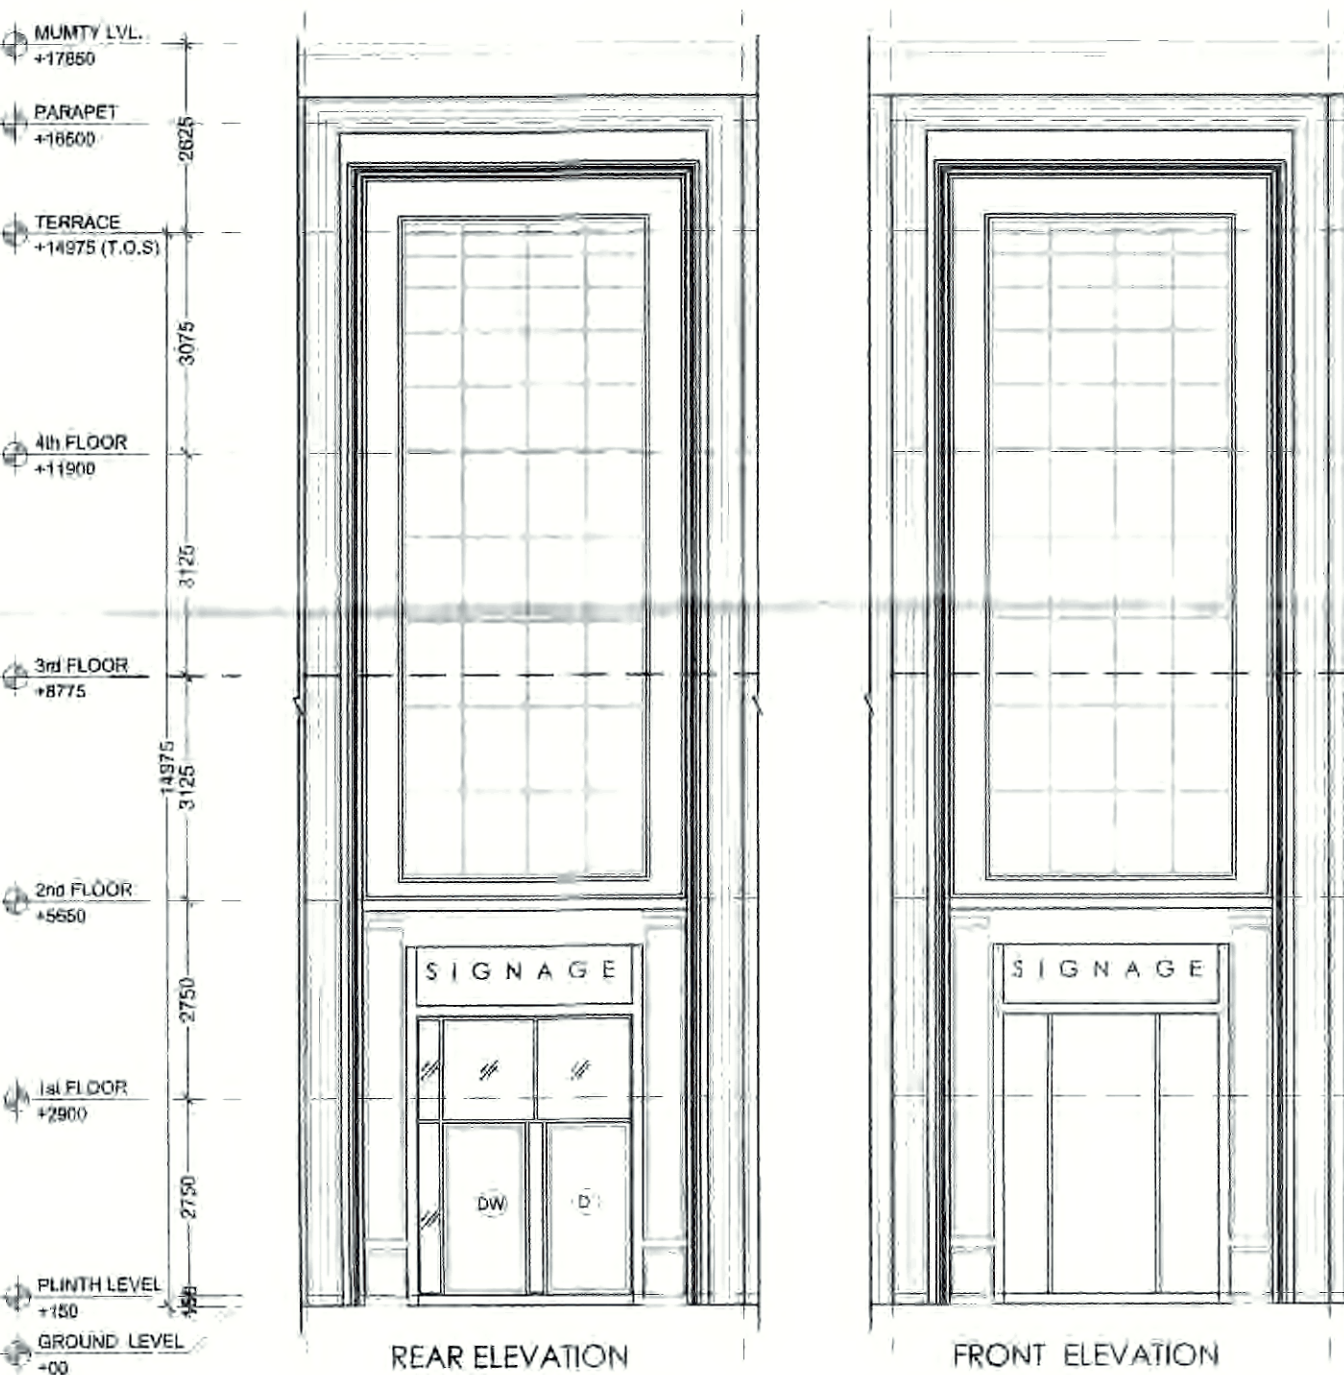 MUMTY LVL.
+17850
PARAPET
+16500
2625
TERRACE
+14975 (T.O.S)
3075
4th FLOOR
+11900
3125
3rd FLOOR
+8775
14975
3125
2nd FLOOR
+5650
2750
1st FLOOR
+2900
2750
PLINTH LEVEL
+150
150
GROUND LEVEL
+00
SIGNAGE
DW
D
REAR ELEVATION
SIGNAGE
FRONT ELEVATION